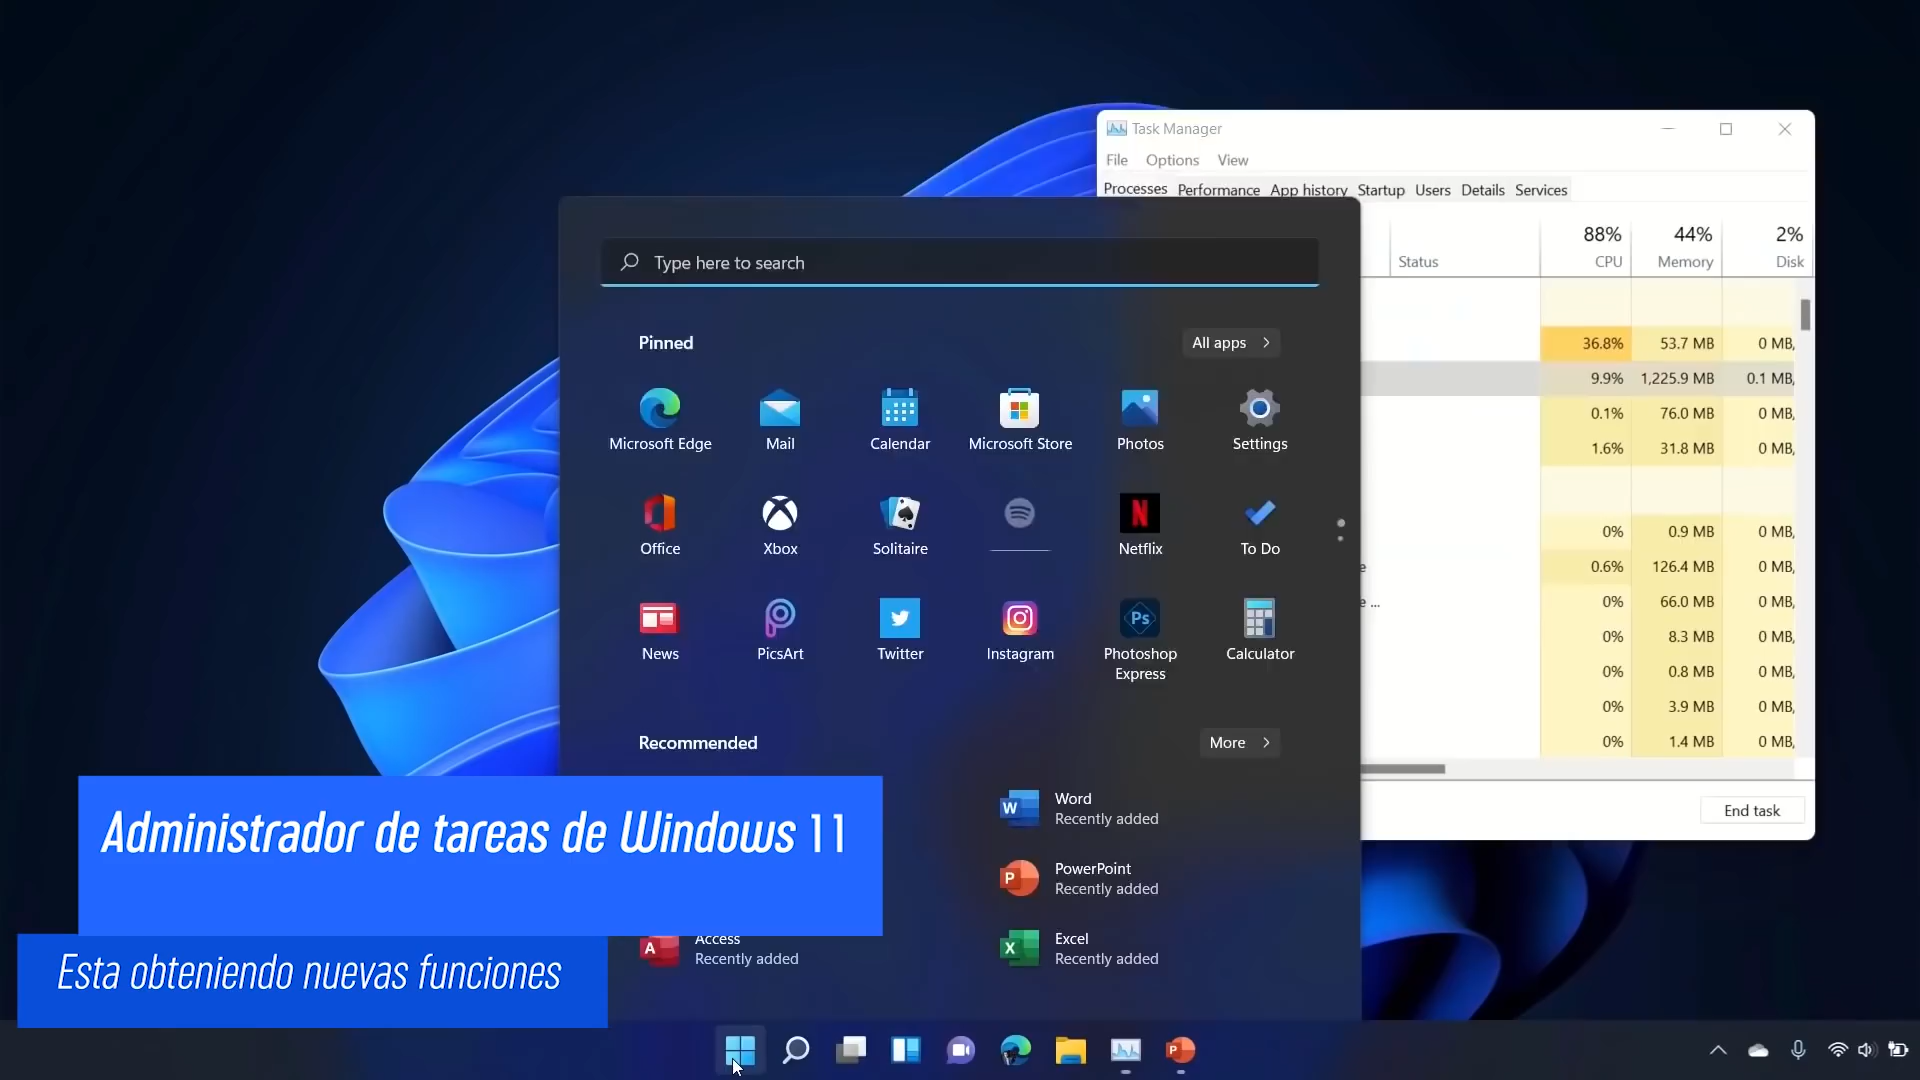 Task Manager
File Options View
Processes Performance App history Startup Users Details Services
88% 44% 2%
Status CPU Memory Disk
36.8% 53.7 MB 0 MB,
9.9% 1,225.9 MB 0.1 MB,
0.1% 76.0 MB 0 MB,
1.6% 31.8 MB 0 MB,
0% 0.9 MB 0 MB,
e 0.6% 126.4 MB 0 MB,
e ... 0% 66.0 MB 0 MB,
0% 8.3 MB 0 MB,
0% 0.8 MB 0 MB,
0% 3.9 MB 0 MB,
0% 1.4 MB 0 MB,
End task
Type here to search
Pinned
All apps >
Microsoft Edge Mail Calendar Microsoft Store Photos Settings
Office Xbox Solitaire Netflix To Do
News PicsArt Twitter Instagram Photoshop Calculator
Express
Recommended
More >
Word
Recently added
PowerPoint
Recently added
Access
Recently added
Excel
Recently added
Administrador de tareas de Windows 11
Esta obteniendo nuevas funciones